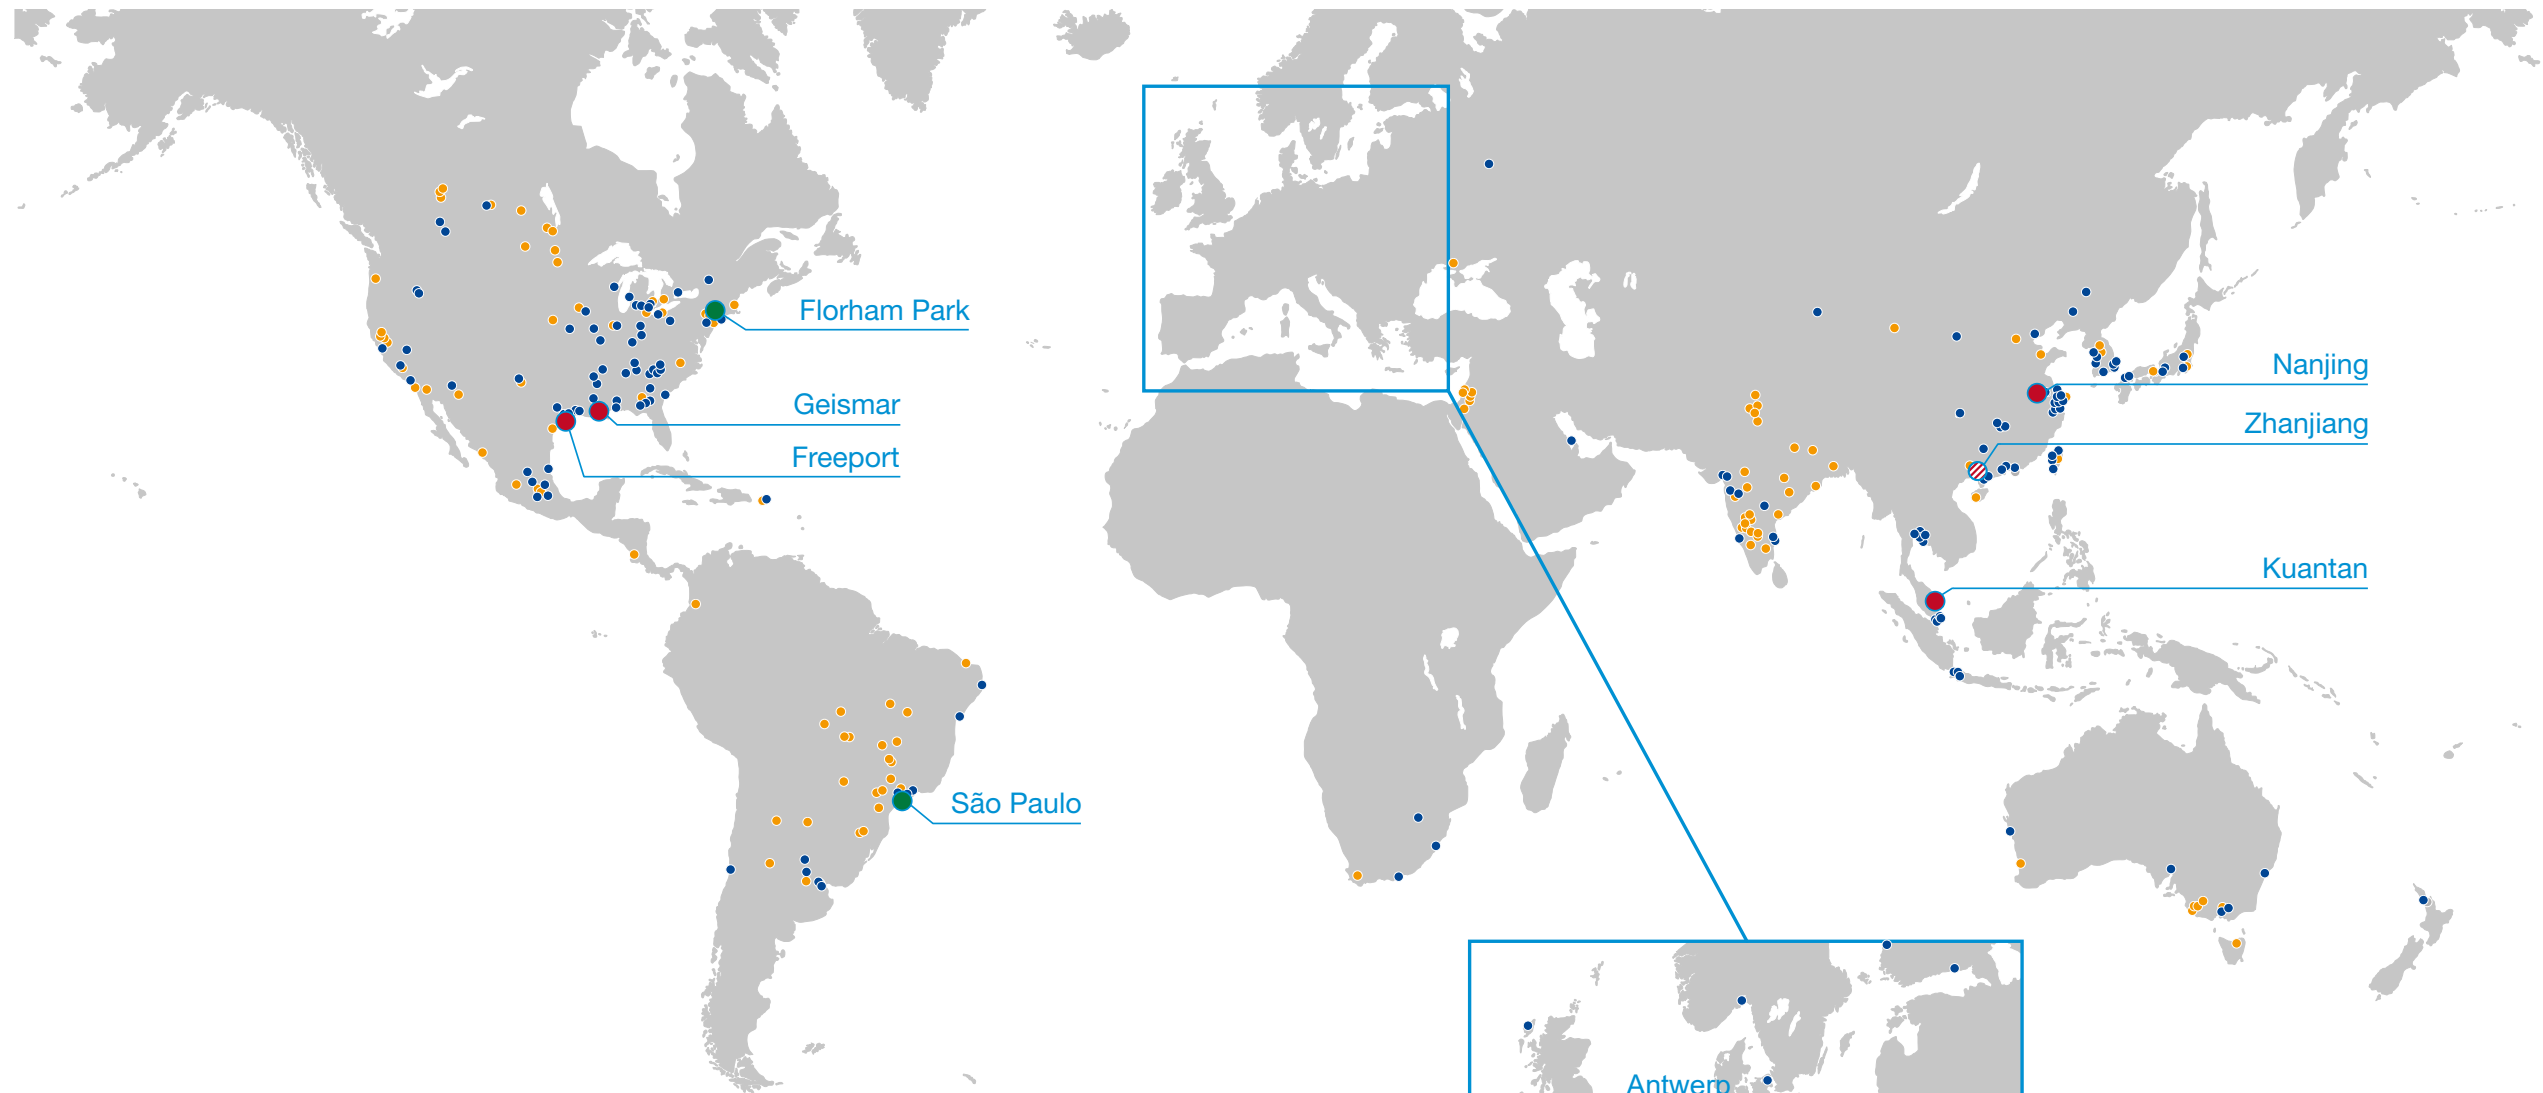 Florham Park
Nanjing
Geismar
Zhanjiang
Freeport
Kuantan
São Paulo
Antwerp